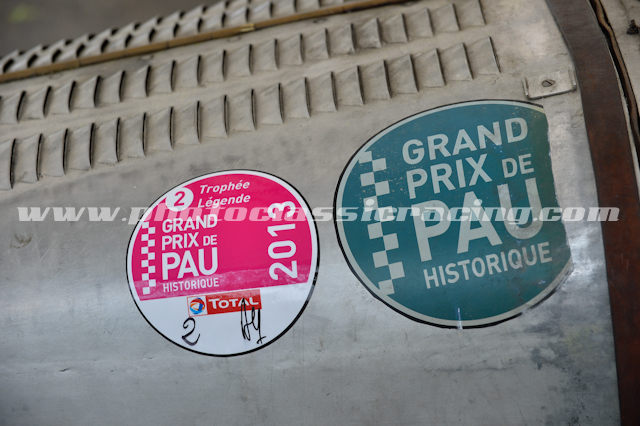 2
Trophée
Légende
GRAND
PRIX DE
PAU
HISTORIQUE
2013
TOTAL
2
GRAND
PRIX DE
PAU
HISTORIQUE
www.photoclassicracing.com